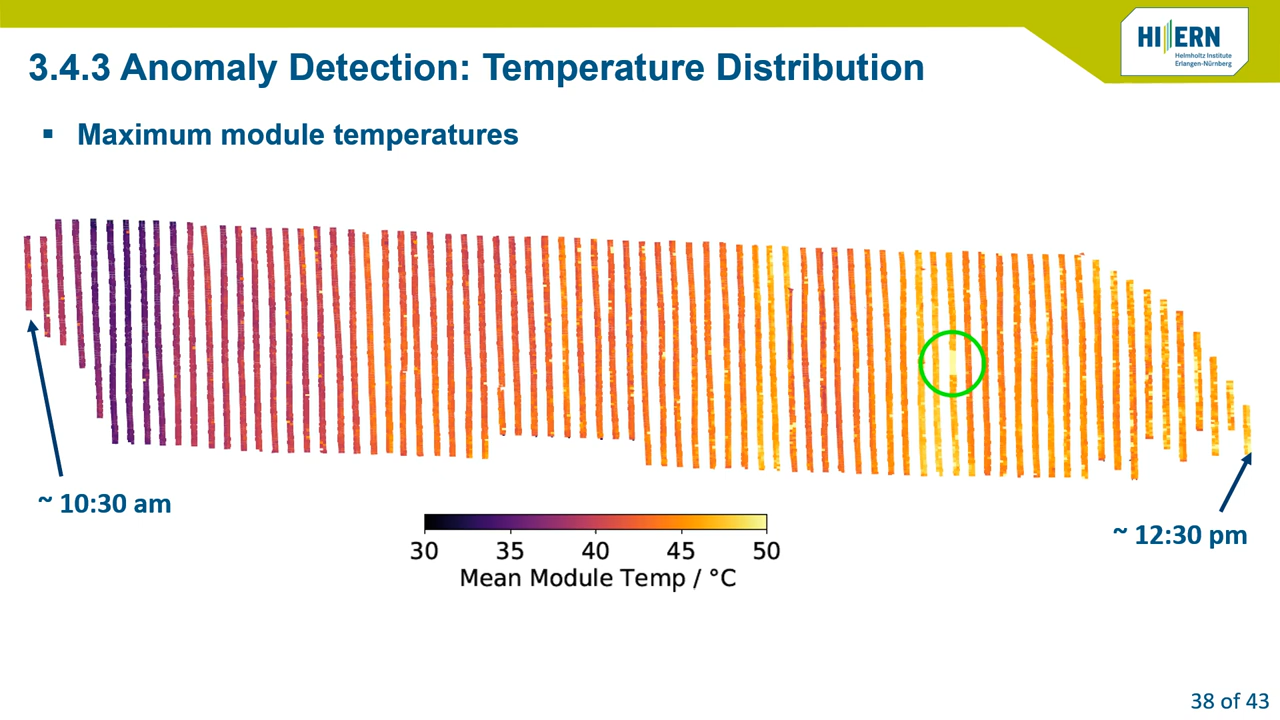 HI ERN
Helmholtz Institute
Erlangen-Nürnberg
3.4.3 Anomaly Detection: Temperature Distribution
▪ Maximum module temperatures
~ 10:30 am
~ 12:30 pm
30 35 40 45 50
Mean Module Temp / °C
38 of 43